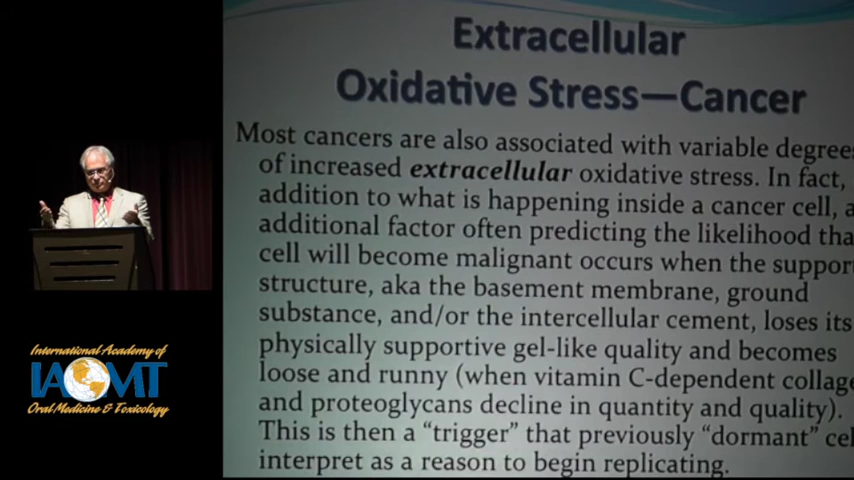 Extracellular
Oxidative Stress—Cancer
Most cancers are also associated with variable degrees
of increased extracellular oxidative stress. In fact,
addition to what is happening inside a cancer cell,
additional factor often predicting the likelihood
cell will become malignant occurs when the
structure, aka the basement membrane, ground
substance, and/or the intercellular cement, loses its
physically supportive gel-like quality and becomes
loose and runny (when vitamin C-dependent
and proteoglycans decline in quantity and quality).
This is then a “trigger” that previously “dormant”
interpret as a reason to begin replicating.
International Academy of
IAOMT
Oral Medicine & Toxicology